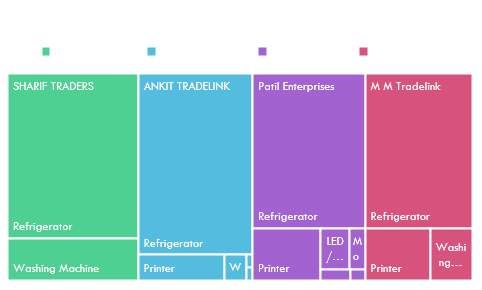 SHARIF TRADERS
Refrigerator
Washing Machine
ANKIT TRADELINK
Refrigerator
Printer
W
Patil Enterprises
Refrigerator
Printer
LED
/...
M
o
M M Tradelink
Refrigerator
Printer
Washi
ng...